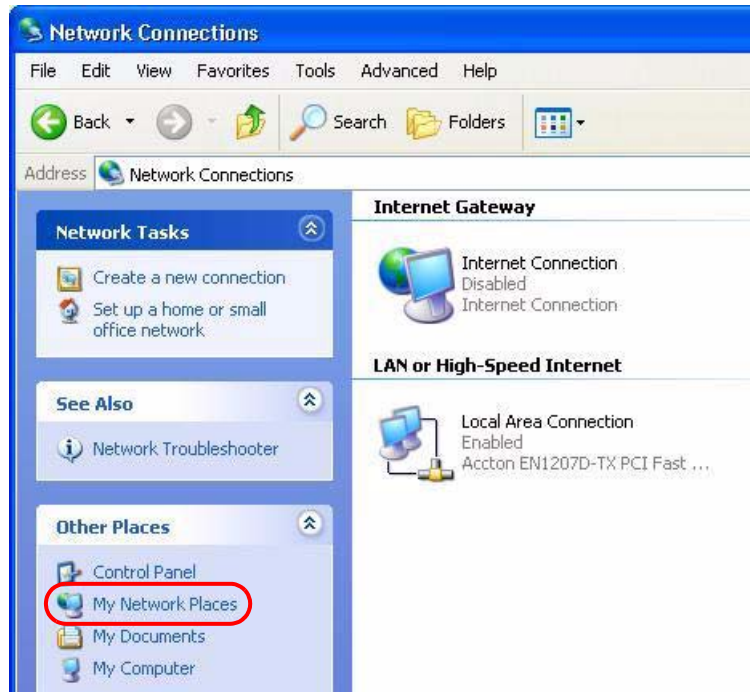 Network Connections
File Edit View Favorites Tools Advanced Help
Back Search Folders
Address Network Connections
Network Tasks
Create a new connection
Set up a home or small
office network
See Also
Network Troubleshooter
Other Places
Control Panel
My Network Places
My Documents
My Computer
Internet Gateway
Internet Connection
Disabled
Internet Connection
LAN or High-Speed Internet
Local Area Connection
Enabled
Accton EN1207D-TX PCI Fast ...